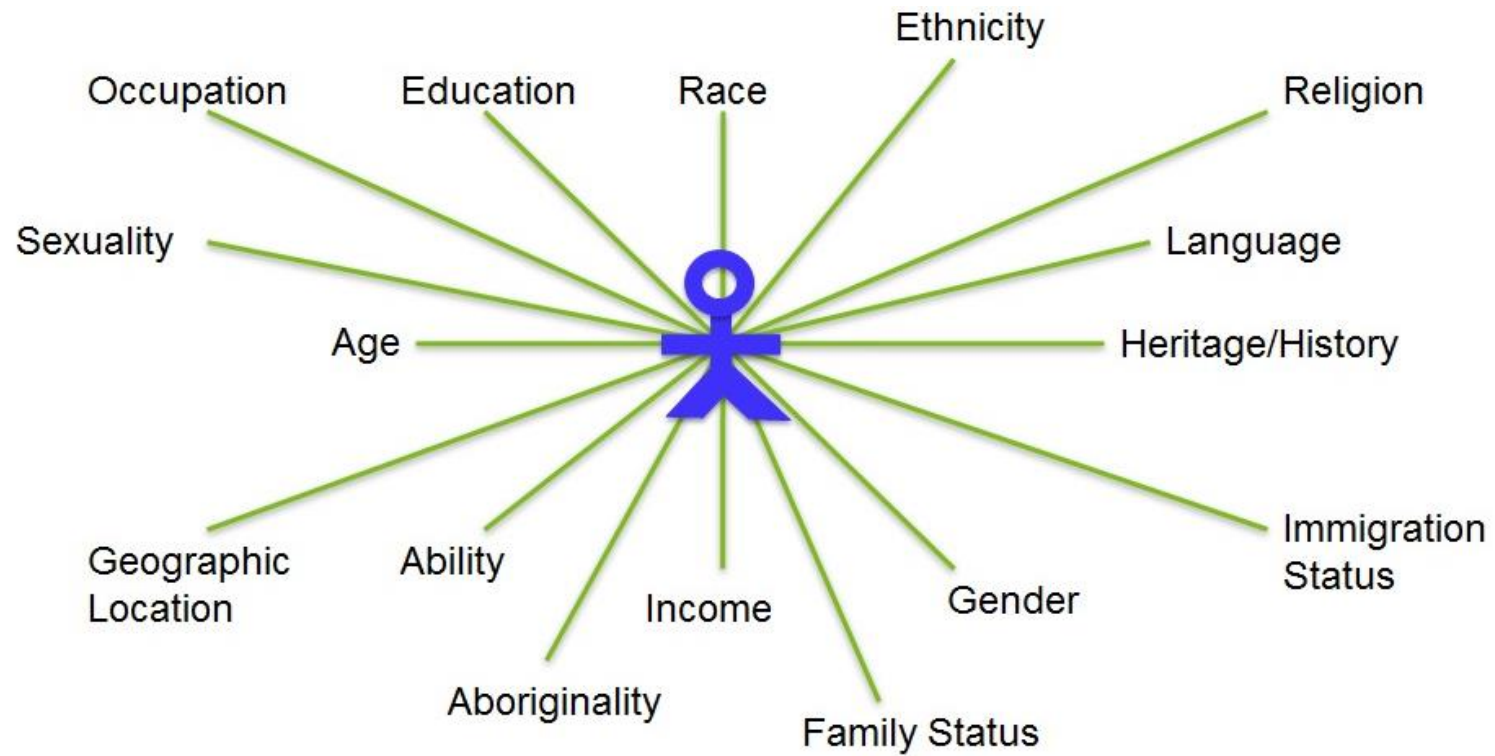 Ethnicity
Occupation
Education
Race
Religion
Sexuality
Language
Age
Heritage/History
Geographic
Location
Ability
Income
Gender
Immigration
Status
Aboriginality
Family Status